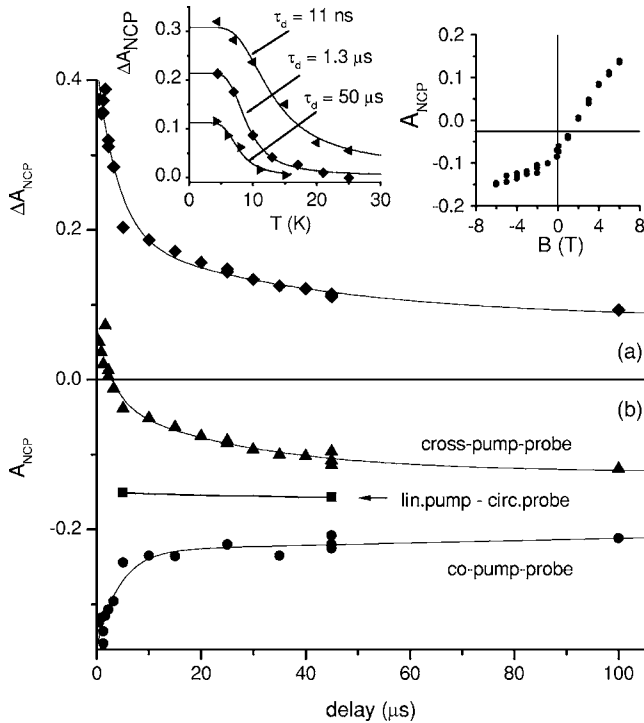 ΔA_NCP
0.3
0.2
0.1
0.0
τ_d = 11 ns
τ_d = 1.3 μs
τ_d = 50 μs
0 10 20 30
T (K)
A_NCP
0.2
0.1
0.0
-0.1
-0.2
-8 -4 0 4 8
B (T)
0.4
ΔA_NCP
0.2
(a)
0.0
(b)
A_NCP
cross-pump-probe
lin.pump - circ.probe
-0.2
co-pump-probe
0 20 40 60 80 100
delay (μs)